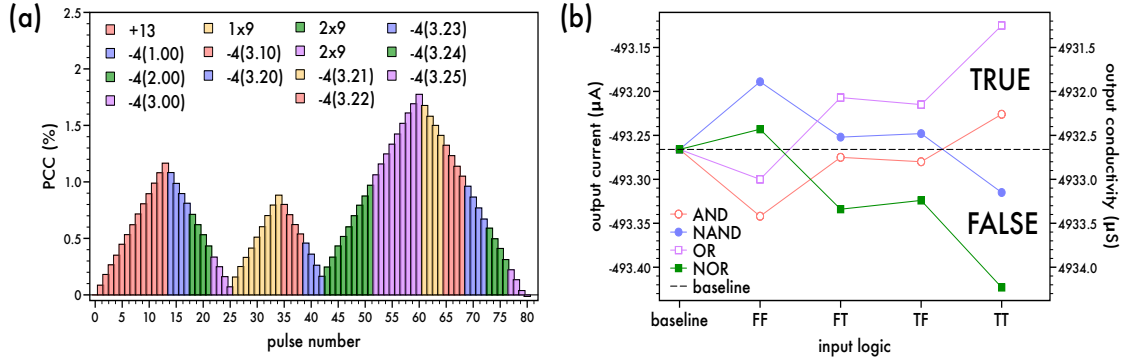 (a)
+13
1x9
2x9
-4(3.23)
-4(1.00)
-4(3.10)
2x9
-4(3.24)
-4(2.00)
-4(3.20)
-4(3.21)
-4(3.25)
-4(3.00)
-4(3.22)
PCC (%)
2.5
2.0
1.5
1.0
0.5
0
0 5 10 15 20 25 30 35 40 45 50 55 60 65 70 75 80
pulse number
(b)
output current (μA)
-493.15
-493.20
-493.25
-493.30
-493.35
-493.40
TRUE
FALSE
AND
NAND
OR
NOR
baseline
4931.5
4932.0
4932.5
4933.0
4933.5
4934.0
output conductivity (μS)
baseline FF FT TF TT
input logic